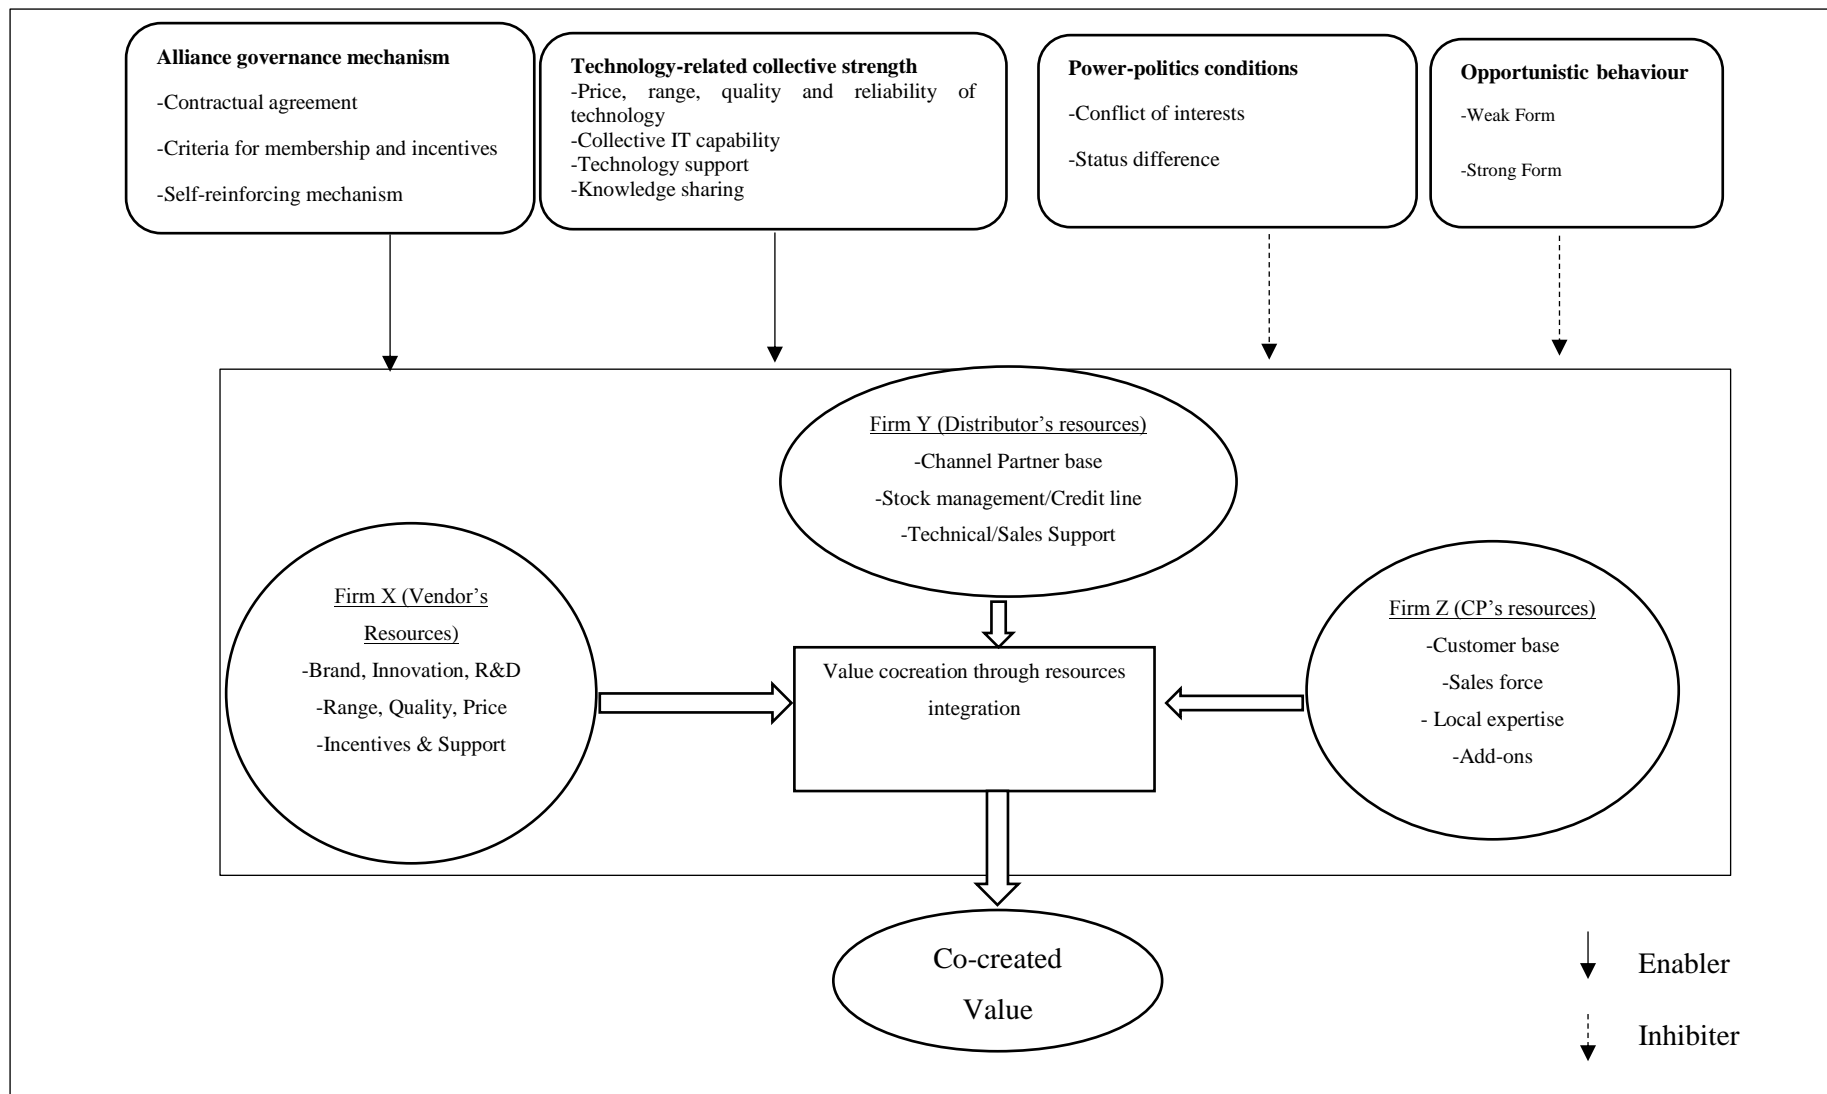 Alliance governance mechanism
-Contractual agreement
-Criteria for membership and incentives
-Self-reinforcing mechanism
Technology-related collective strength
-Price, range, quality and reliability of
technology
-Collective IT capability
-Technology support
-Knowledge sharing
Power-politics conditions
-Conflict of interests
-Status difference
Opportunistic behaviour
-Weak Form
-Strong Form
Firm Y (Distributor’s resources)
-Channel Partner base
-Stock management/Credit line
-Technical/Sales Support
Firm X (Vendor’s
Resources)
-Brand, Innovation, R&D
-Range, Quality, Price
-Incentives & Support
Value cocreation through resources
integration
Firm Z (CP’s resources)
-Customer base
-Sales force
- Local expertise
-Add-ons
Co-created
Value
Enabler
Inhibiter